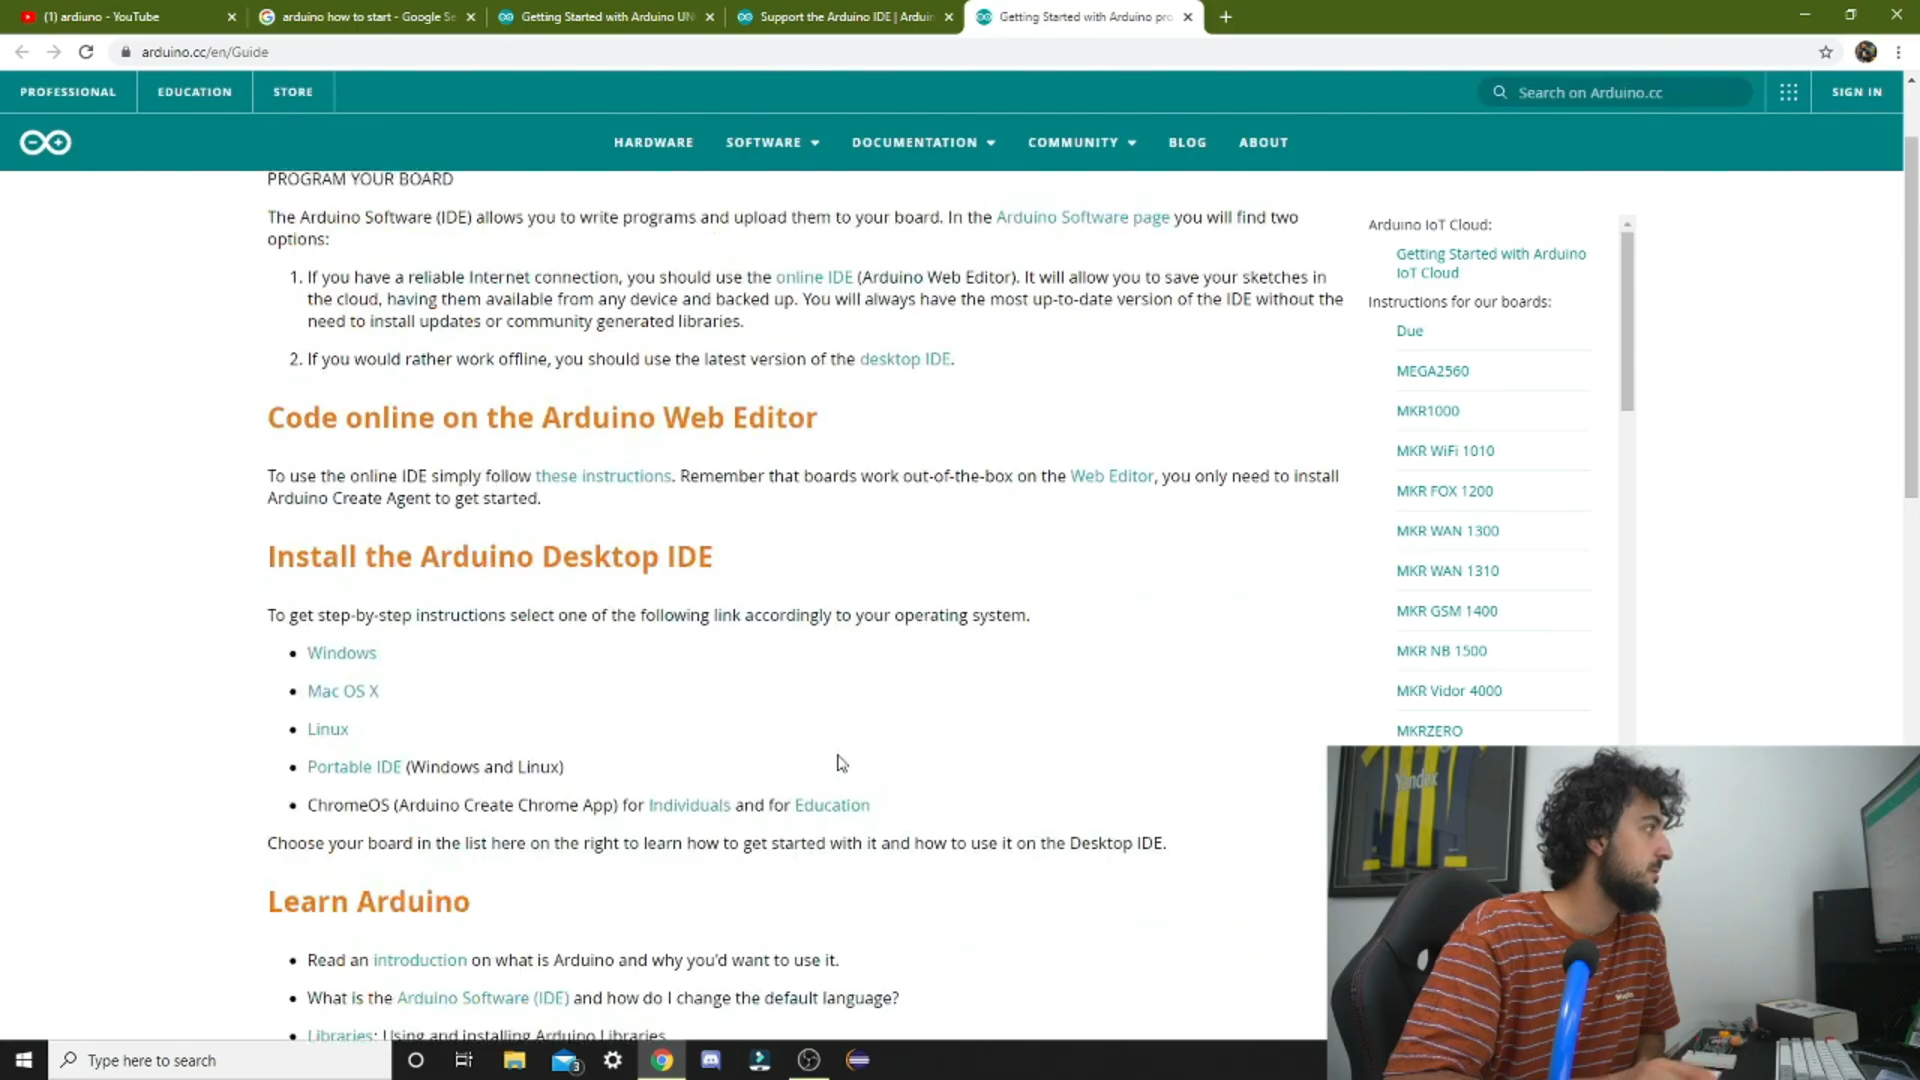 (1) ardiuno - YouTube
arduino how to start - Google Se
Getting Started with Arduino UN
Support the Arduino IDE | Arduin
Getting Started with Arduino pro
arduino.cc/en/Guide
PROFESSIONAL
EDUCATION
STORE
Search on Arduino.cc
SIGN IN
HARDWARE
SOFTWARE
DOCUMENTATION
COMMUNITY
BLOG
ABOUT
PROGRAM YOUR BOARD
The Arduino Software (IDE) allows you to write programs and upload them to your board. In the Arduino Software page you will find two
options:
1. If you have a reliable Internet connection, you should use the online IDE (Arduino Web Editor). It will allow you to save your sketches in
the cloud, having them available from any device and backed up. You will always have the most up-to-date version of the IDE without the
need to install updates or community generated libraries.
2. If you would rather work offline, you should use the latest version of the desktop IDE.
Code online on the Arduino Web Editor
To use the online IDE simply follow these instructions. Remember that boards work out-of-the-box on the Web Editor, you only need to install
Arduino Create Agent to get started.
Install the Arduino Desktop IDE
To get step-by-step instructions select one of the following link accordingly to your operating system.
• Windows
• Mac OS X
• Linux
• Portable IDE (Windows and Linux)
• ChromeOS (Arduino Create Chrome App) for Individuals and for Education
Choose your board in the list here on the right to learn how to get started with it and how to use it on the Desktop IDE.
Learn Arduino
• Read an introduction on what is Arduino and why you'd want to use it.
• What is the Arduino Software (IDE) and how do I change the default language?
• Libraries: Using and installing Arduino Libraries
Arduino IoT Cloud:
Getting Started with Arduino
IoT Cloud
Instructions for our boards:
Due
MEGA2560
MKR1000
MKR WiFi 1010
MKR FOX 1200
MKR WAN 1300
MKR WAN 1310
MKR GSM 1400
MKR NB 1500
MKR Vidor 4000
MKRZERO
Yandex
Type here to search
3